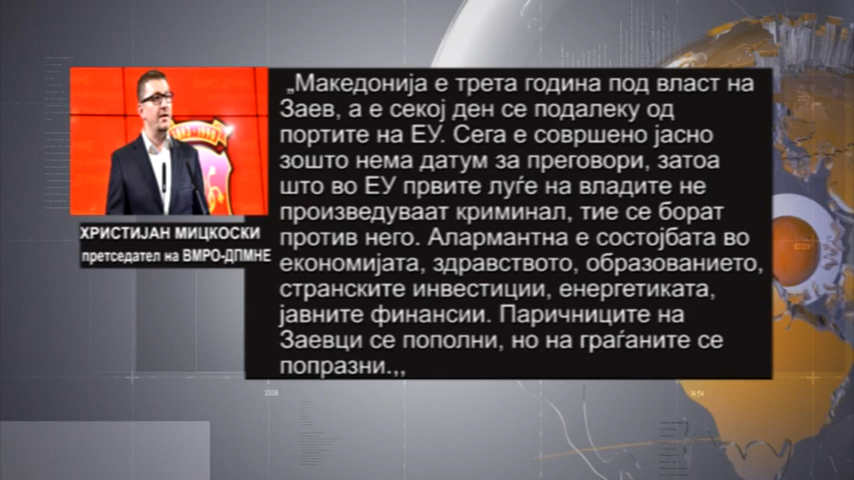 „Македонија е трета година под власт на
Заев, а е секој ден се подалеку од
портите на ЕУ. Сега е совршено јасно
зошто нема датум за преговори, затоа
што во ЕУ првите луѓе на владите не
произведуваат криминал, тие се борат
против него. Алармантна е состојбата во
економијата, здравството, образованието,
странските инвестиции, енергетиката,
јавните финансии. Паричниците на
Заевци се пополни, но на граѓаните се
попразни.,,
ХРИСТИЈАН МИЦКОСКИ
претседател на ВМРО-ДПМНЕ